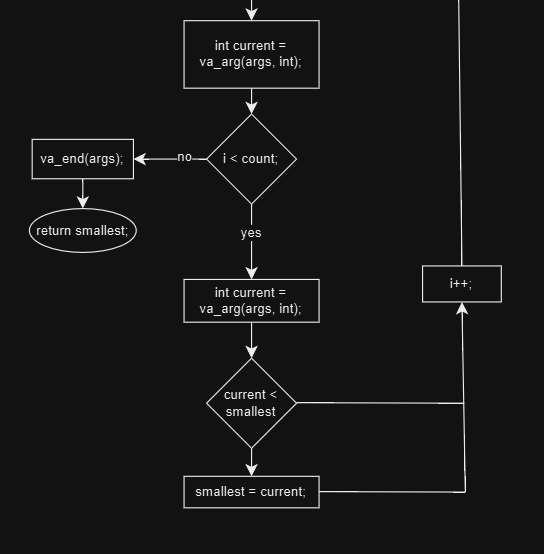 int current =
va_arg(args, int);
va_end(args);
no
i < count;
return smallest;
yes
int current =
va_arg(args, int);
i++;
current <
smallest
smallest = current;